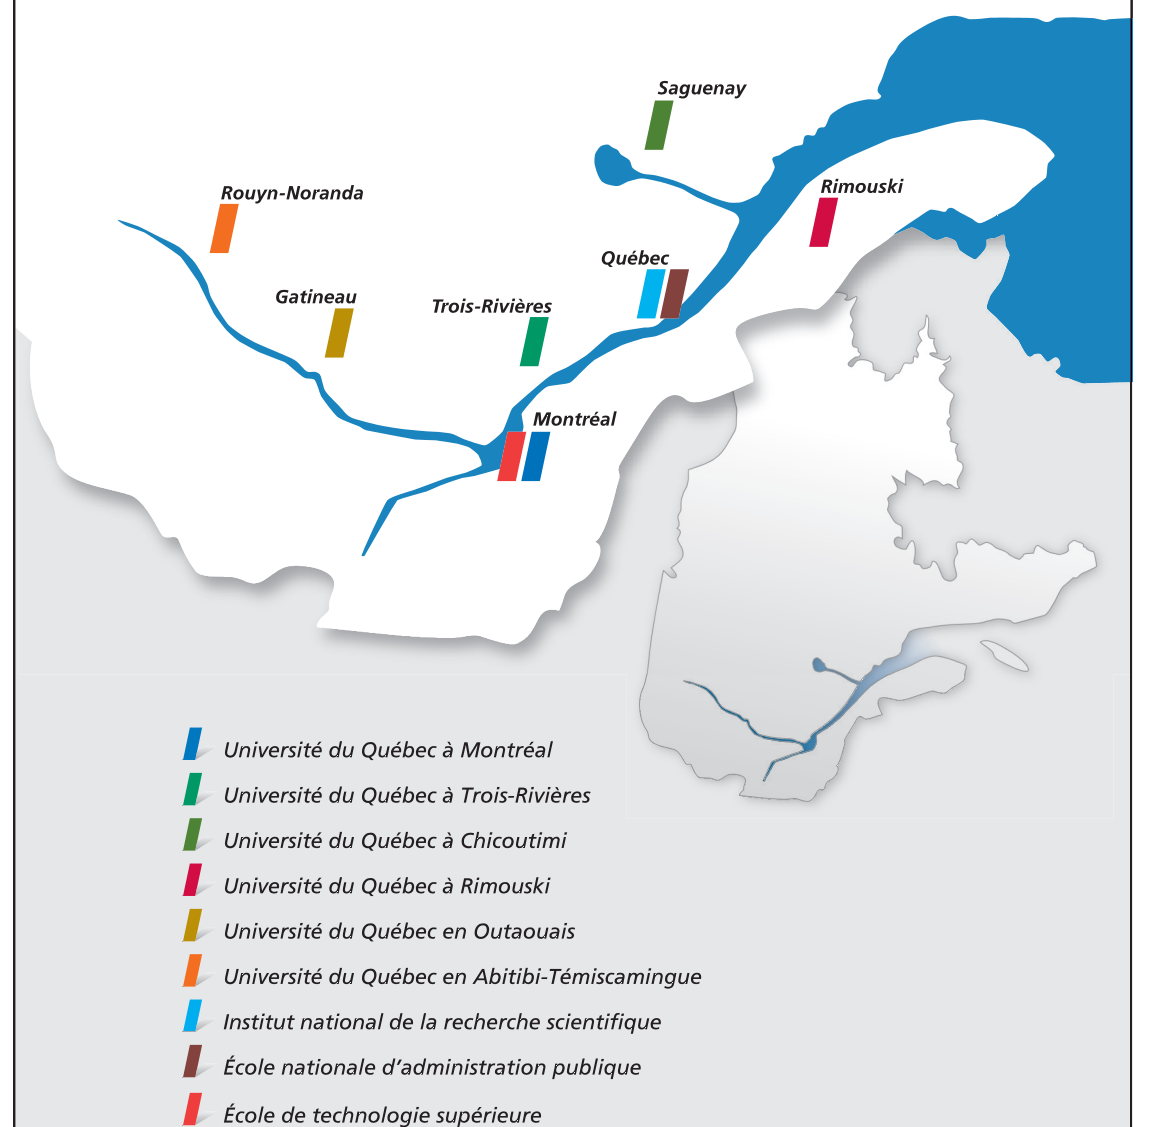 Saguenay
Rouyn-Noranda
Rimouski
Québec
Gatineau
Trois-Rivières
Montréal
Université du Québec à Montréal
Université du Québec à Trois-Rivières
Université du Québec à Chicoutimi
Université du Québec à Rimouski
Université du Québec en Outaouais
Université du Québec en Abitibi-Témiscamingue
Institut national de la recherche scientifique
École nationale d’administration publique
École de technologie supérieure